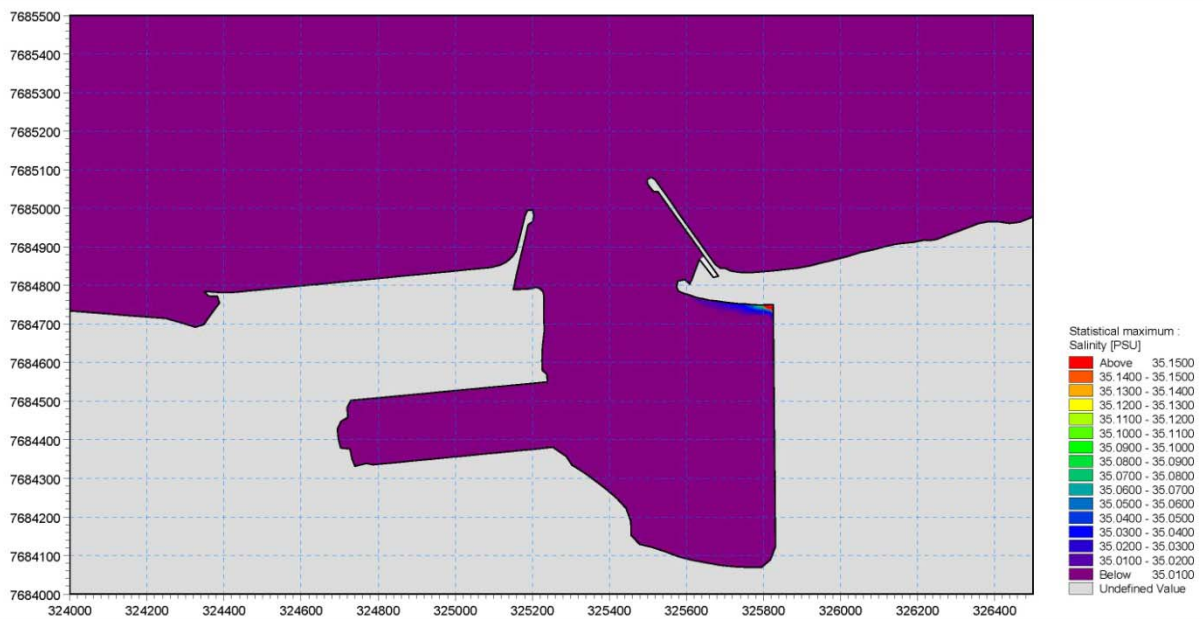 7685500
7685400
7685300
7685200
7685100
7685000
7684900
7684800
7684700
7684600
7684500
7684400
7684300
7684200
7684100
7684000
324000 324200 324400 324600 324800 325000 325200 325400 325600 325800 326000 326200 326400
Statistical maximum :
Salinity [PSU]
Above 35.1500
35.1400 - 35.1500
35.1300 - 35.1400
35.1200 - 35.1300
35.1100 - 35.1200
35.1000 - 35.1100
35.0900 - 35.1000
35.0800 - 35.0900
35.0700 - 35.0800
35.0600 - 35.0700
35.0500 - 35.0600
35.0400 - 35.0500
35.0300 - 35.0400
35.0200 - 35.0300
35.0100 - 35.0200
Below 35.0100
Undefined Value